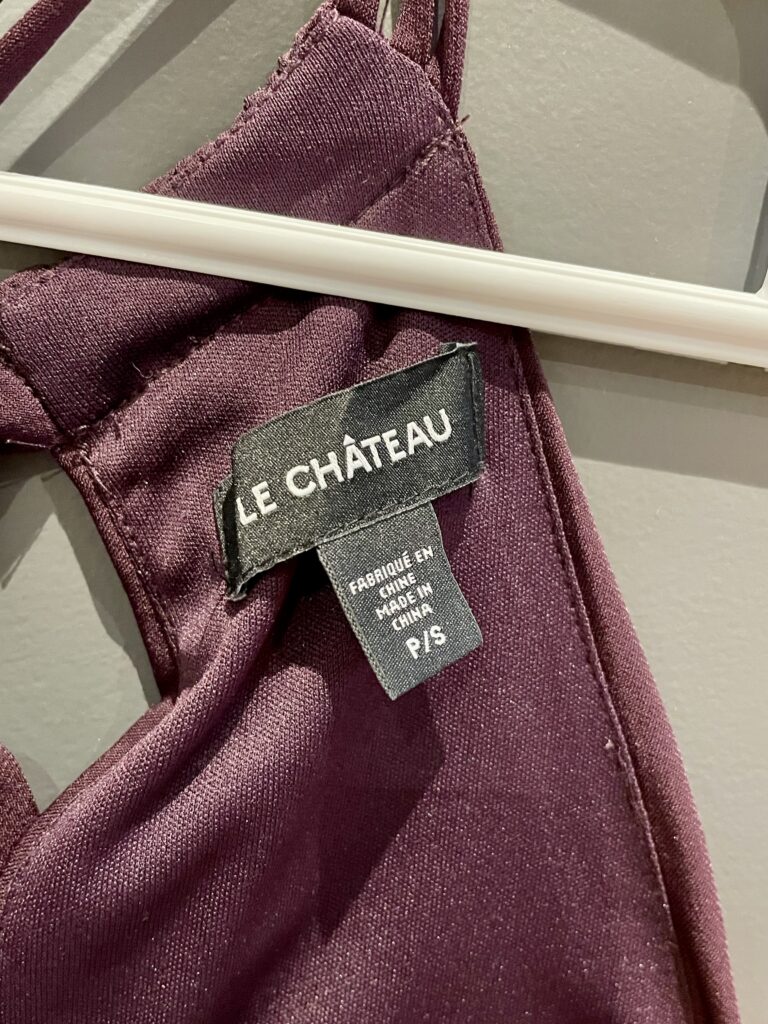 LE CHÂTEAU
FABRIQUÉ EN
CHINE
MADE IN
CHINA
P/S